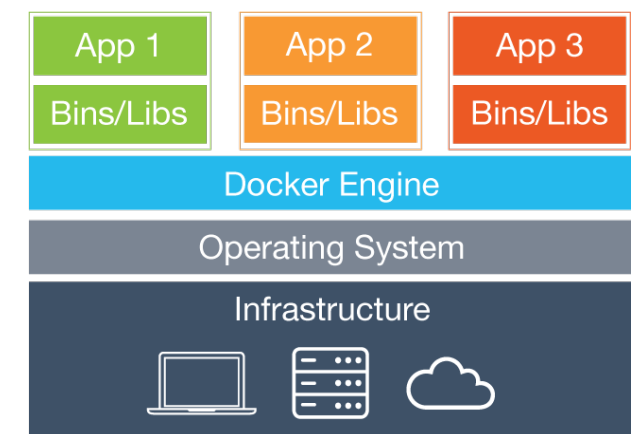 App 1
App 2
App 3
Bins/Libs
Bins/Libs
Bins/Libs
Docker Engine
Operating System
Infrastructure